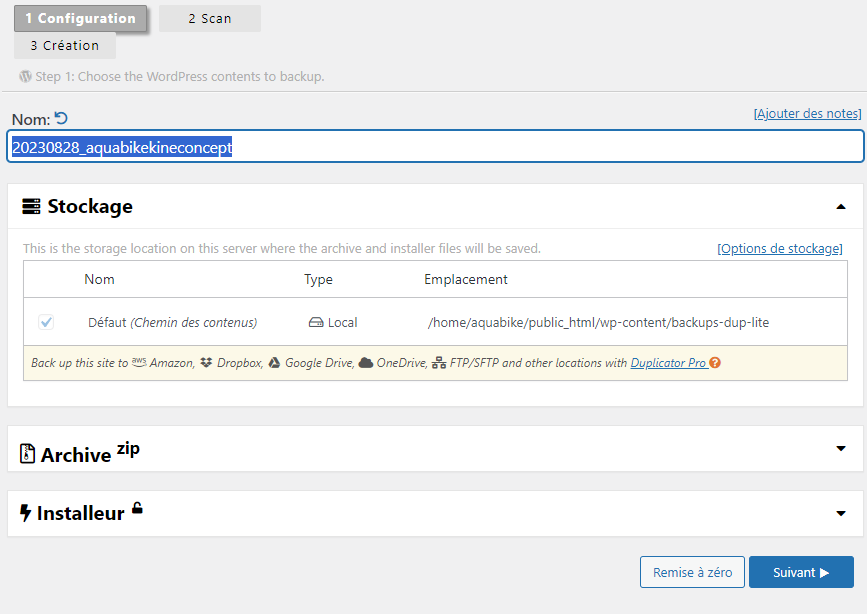 1 Configuration
2 Scan
3 Création
Step 1: Choose the WordPress contents to backup.
Nom:
[Ajouter des notes]
20230828_aquabikekineconcept
Stockage
This is the storage location on this server where the archive and installer files will be saved.
[Options de stockage]
Nom Type Emplacement
Défaut (Chemin des contenus) Local /home/aquabike/public_html/wp-content/backups-dup-lite
Back up this site to aws Amazon, Dropbox, Google Drive, OneDrive, FTP/SFTP and other locations with Duplicator Pro ?
Archive zip
Installeur
Remise à zéro Suivant